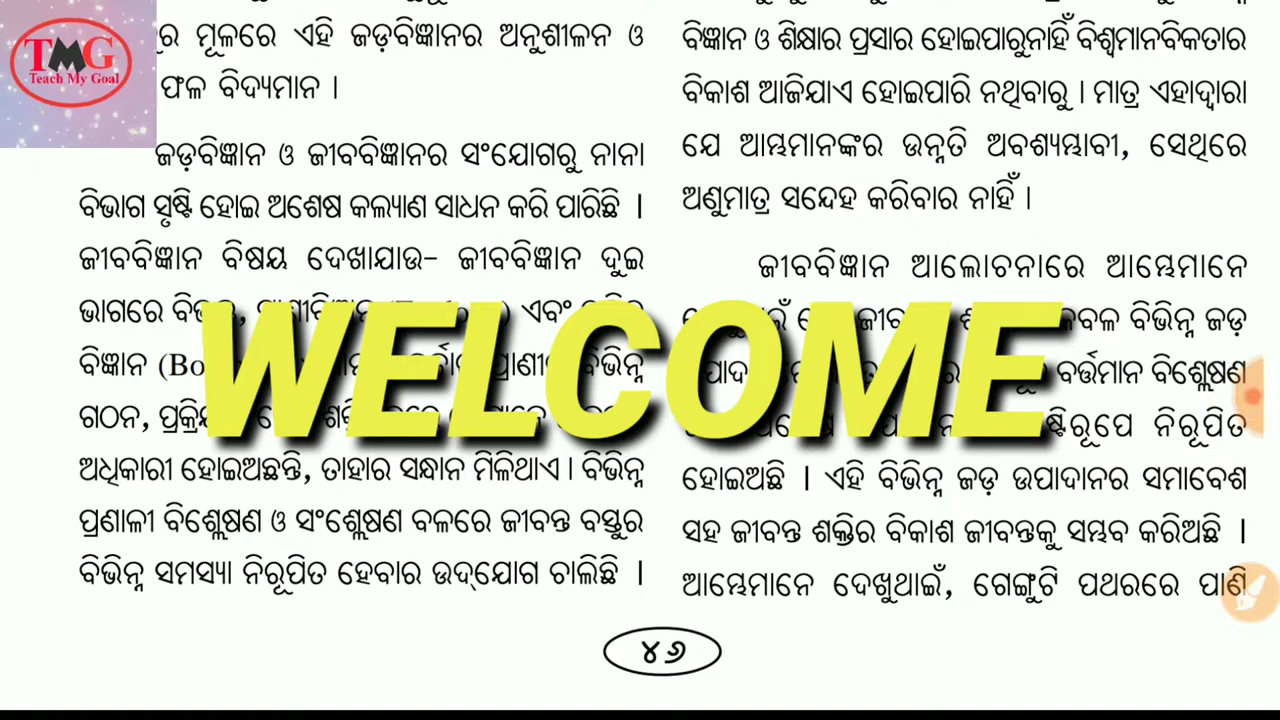 TMG
Teach My Goal
ମୂଳରେ ଏହି ଜଡ଼ବିଜ୍ଞାନର ଅନୁଶୀଳନ ଓ
ଫଳ ବିଦ୍ୟମାନ ।
ଜଡ଼ବିଜ୍ଞାନ ଓ ଜୀବବିଜ୍ଞାନର ସଂଯୋଗରୁ ନାନା
ବିଭାଗ ସୃଷ୍ଟି ହୋଇ ଅଶେଷ କଲ୍ୟାଣ ସାଧନ କରି ପାରିଛି ।
ଜୀବବିଜ୍ଞାନ ବିଷୟ ଦେଖାଯାଉ– ଜୀବବିଜ୍ଞାନ ଦୁଇ
ଭାଗରେ ଏବଂ
ବିଜ୍ଞାନ ବିଭିନ୍ନ
ଗଠନ,
ଅଧିକାରୀ ହୋଇଅଛନ୍ତି, ତାହାର ସନ୍ଧାନ ମିଳିଥାଏ । ବିଭିନ୍ନ
ପ୍ରଣାଳୀ ବିଶ୍ଳେଷଣ ଓ ସଂଶ୍ଳେଷଣ ବଳରେ ଜୀବନ୍ତ ବସ୍ତୁର
ବିଭିନ୍ନ ସମସ୍ୟା ନିରୂପିତ ହେବାର ଉଦ୍‌ଯୋଗ ଚାଲିଛି ।
ବିଜ୍ଞାନ ଓ ଶିକ୍ଷାର ପ୍ରସାର ହୋଇପାରୁନାହିଁ ବିଶ୍ୱମାନବିକତାର
ବିକାଶ ଆଜିଯାଏ ହୋଇପାରି ନଥିବାରୁ । ମାତ୍ର ଏହାଦ୍ୱାରା
ଯେ ଆମ୍ଭମାନଙ୍କର ଉନ୍ନତି ଅବଶ୍ୟମ୍ଭାବୀ, ସେଥିରେ
ଅଣୁମାତ୍ର ସନ୍ଦେହ କରିବାର ନାହିଁ ।
ଜୀବବିଜ୍ଞାନ ଆଲୋଚନାରେ ଆମ୍ଭେମାନେ
ବିଭିନ୍ନ ଜଡ଼
ବର୍ତ୍ତମାନ ବିଶ୍ଳେଷଣ
ନିରୂପିତ
ହୋଇଅଛି । ଏହି ବିଭିନ୍ନ ଜଡ଼ ଉପାଦାନର ସମାବେଶ
ସହ ଜୀବନ୍ତ ଶକ୍ତିର ବିକାଶ ଜୀବନ୍ତକୁ ସମ୍ଭବ କରିଅଛି ।
ଆମ୍ଭେମାନେ ଦେଖୁଥାଇଁ, ଗେଙ୍ଗୁଟି ପଥରରେ ପାଣି
WELCOME
୪୬